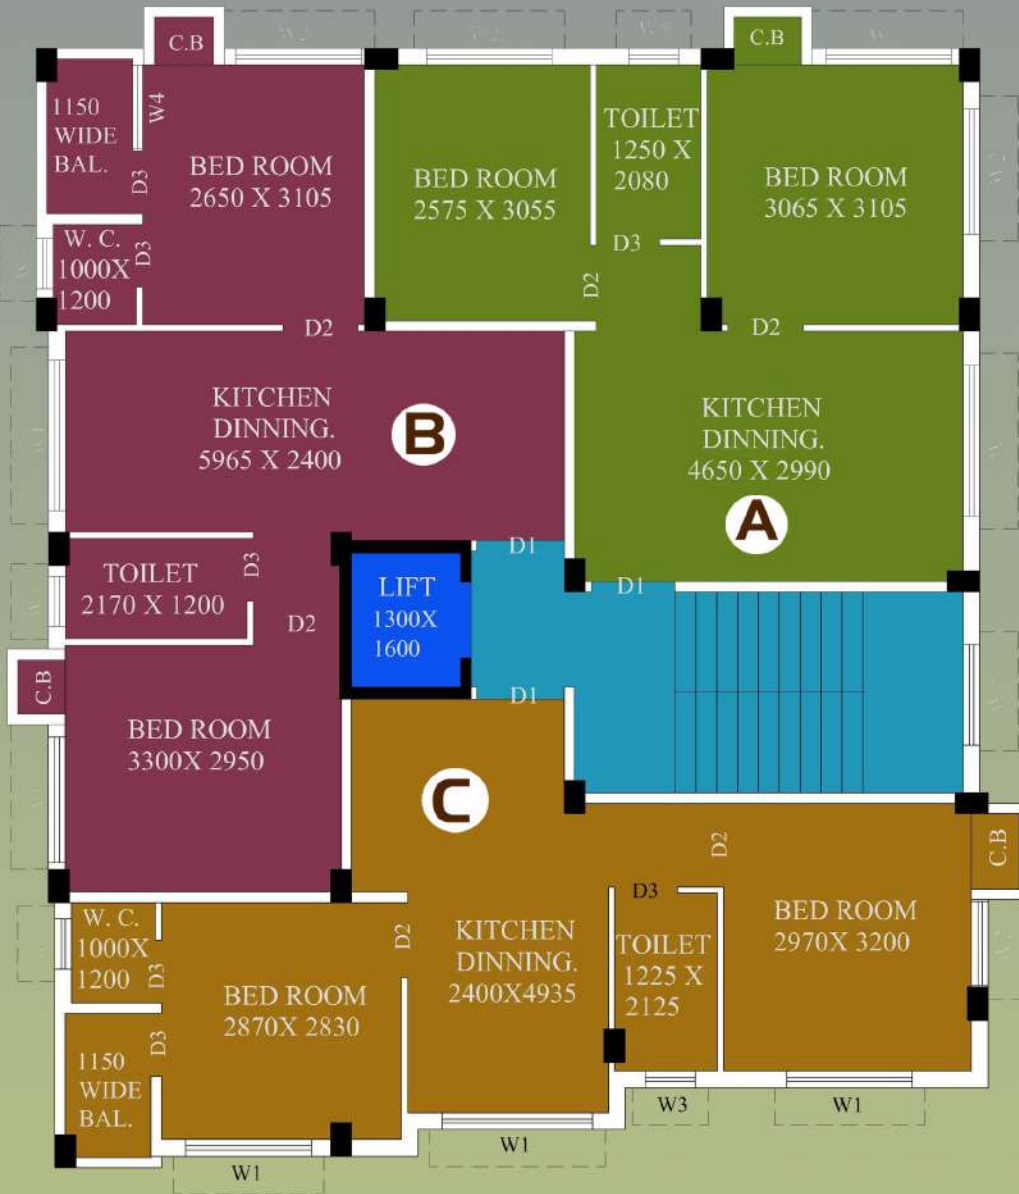 C.B
C.B
1150
WIDE
BAL.
W4
D3
BED ROOM
2650 X 3105
BED ROOM
2575 X 3055
TOILET
1250 X
2080
BED ROOM
3065 X 3105
W. C.
1000X
1200
D3
D3
D2
D2
D2
KITCHEN
DINNING.
5965 X 2400
B
KITCHEN
DINNING.
4650 X 2990
A
TOILET
2170 X 1200
D3
D2
LIFT
1300X
1600
D1
D1
D1
C.B
BED ROOM
3300X 2950
C
D2
C.B
D3
W. C.
1000X
1200
D3
BED ROOM
2870X 2830
D2
KITCHEN
DINNING.
2400X4935
TOILET
1225 X
2125
BED ROOM
2970X 3200
1150
WIDE
BAL.
D3
W1
W1
W3
W1